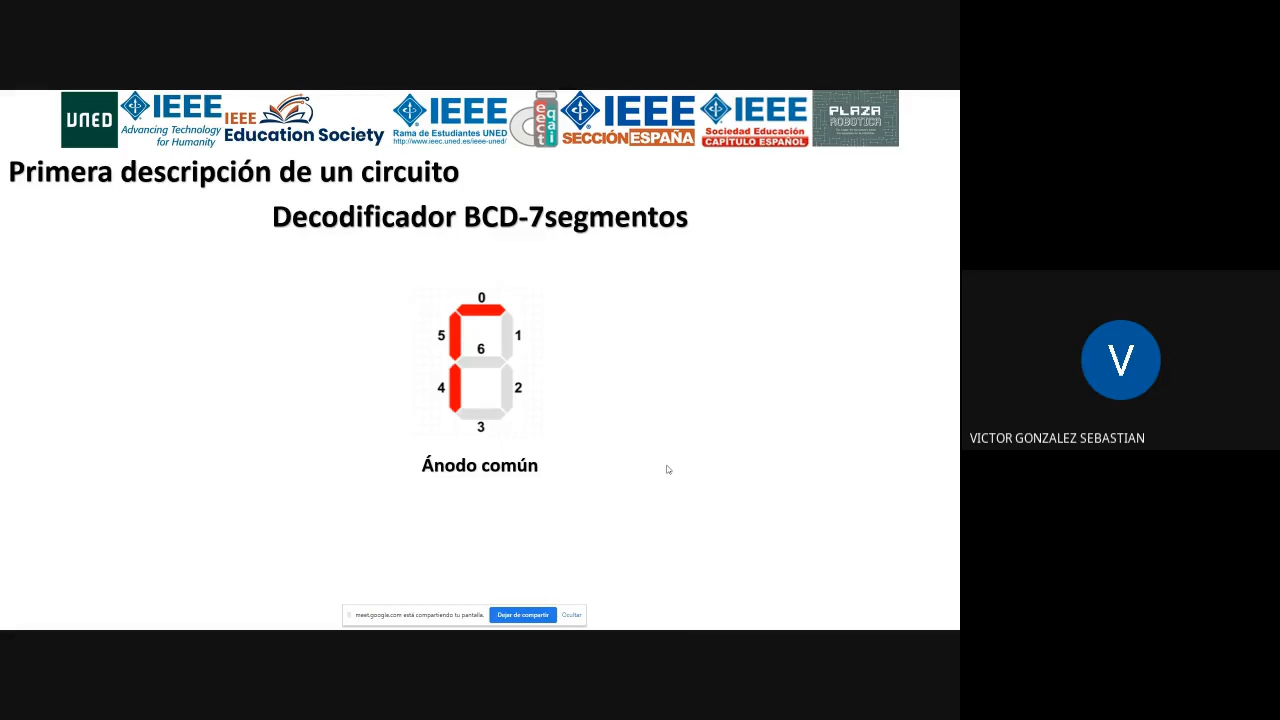 UNED
IEEE
Advancing Technology
for Humanity
IEEE
Education Society
IEEE
Rama de Estudiantes UNED
http://www.ieec.uned.es/ieee-uned/
IEEE
SECCIÓN ESPAÑA
IEEE
Sociedad Educación
CAPÍTULO ESPAÑOL
PLAZA
ROBOTICA
Primera descripción de un circuito
Decodificador BCD-7segmentos
0
5
1
6
4
2
3
Ánodo común
V
VICTOR GONZALEZ SEBASTIAN
meet.google.com está compartiendo tu pantalla.
Dejar de compartir
Ocultar